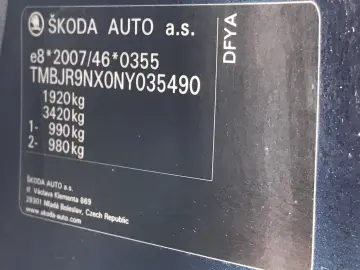 ŠKODA AUTO a.s.
e8*2007/46*0355
TMBJR9NX0NY035490
1920kg
3420kg
1- 990kg
2- 980kg
DFYA
ŠKODA AUTO a.s.
tř. Václava Klementa 869
29301 Mladá Boleslav, Czech Republic
www.skoda-auto.com